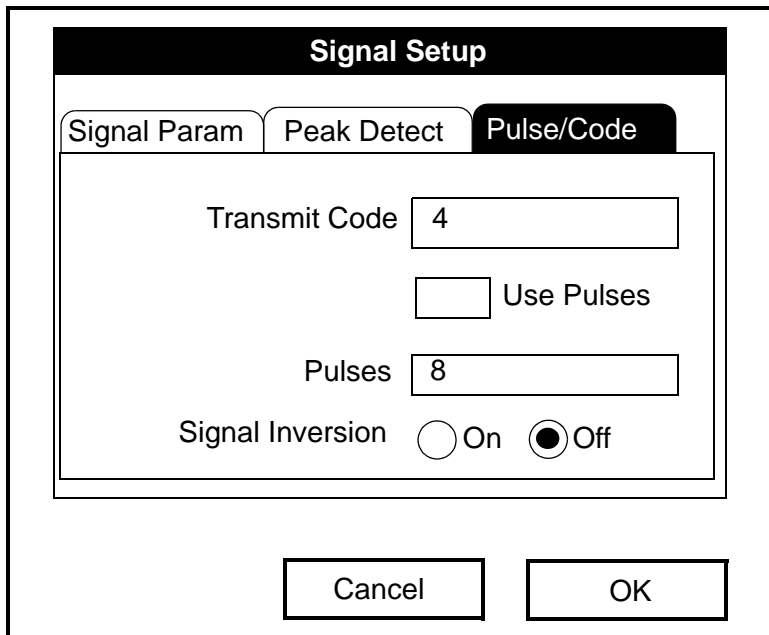 Signal Setup
Signal Param Peak Detect Pulse/Code
Transmit Code 4
Use Pulses
Pulses 8
Signal Inversion On Off
Cancel OK